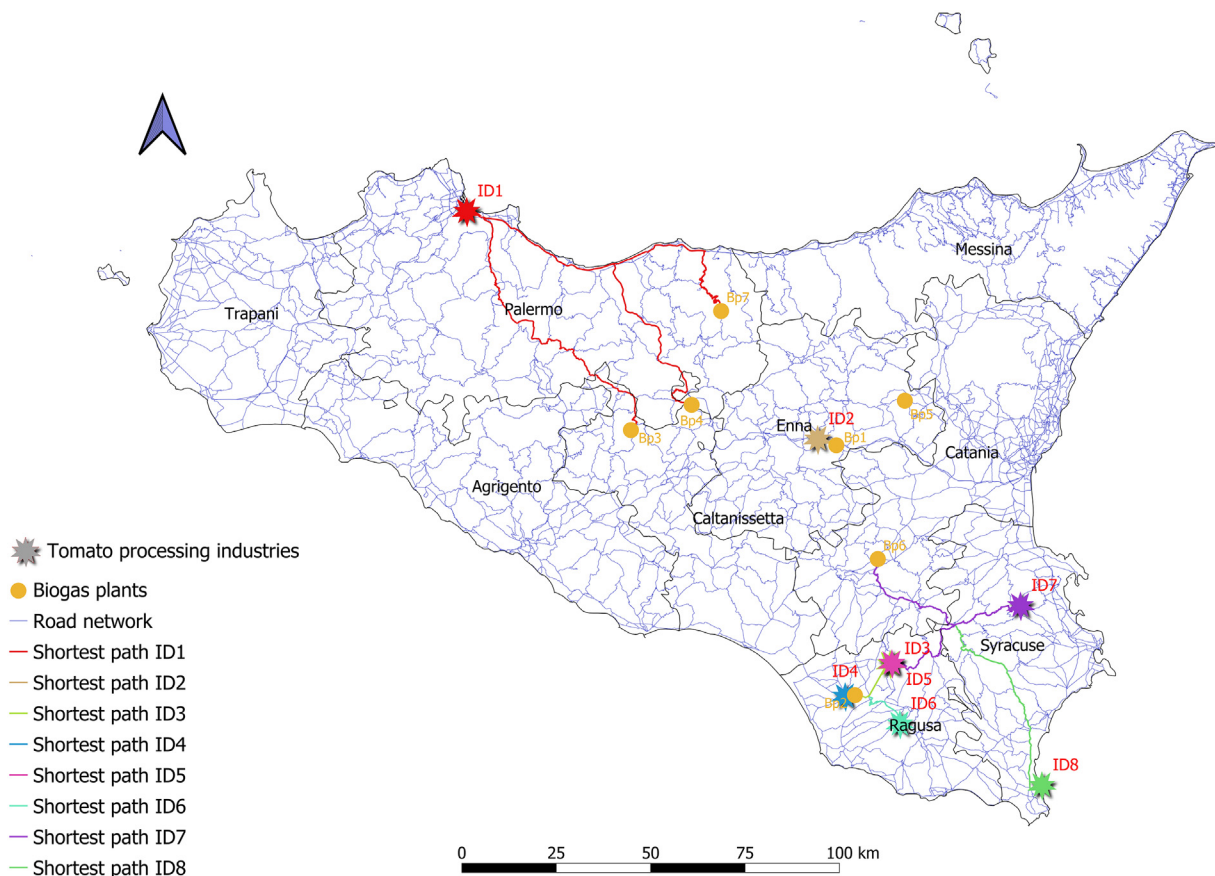 ID1
Messina
Bp7
Trapani
Palermo
Bp5
Bp4
ID2
Enna
Bp3
Bp1
Catania
Agrigento
Caltanissetta
Bp6
ID7
Syracuse
ID3
ID4
ID5
Bp2
ID6
Ragusa
ID8
Tomato processing industries
Biogas plants
Road network
Shortest path ID1
Shortest path ID2
Shortest path ID3
Shortest path ID4
Shortest path ID5
Shortest path ID6
Shortest path ID7
Shortest path ID8
0 25 50 75 100 km